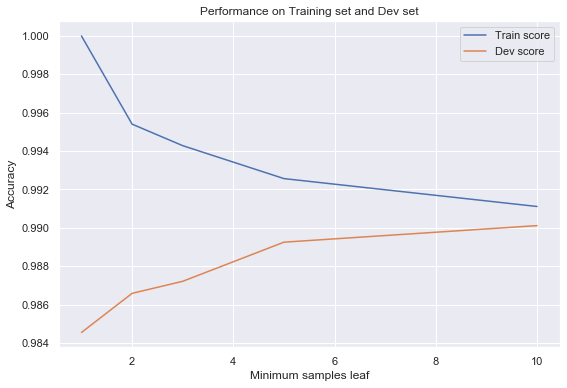 Performance on Training set and Dev set
Train score
Dev score
1.000
0.998
0.996
0.994
0.992
0.990
0.988
0.986
0.984
Accuracy
2
4
6
8
10
Minimum samples leaf